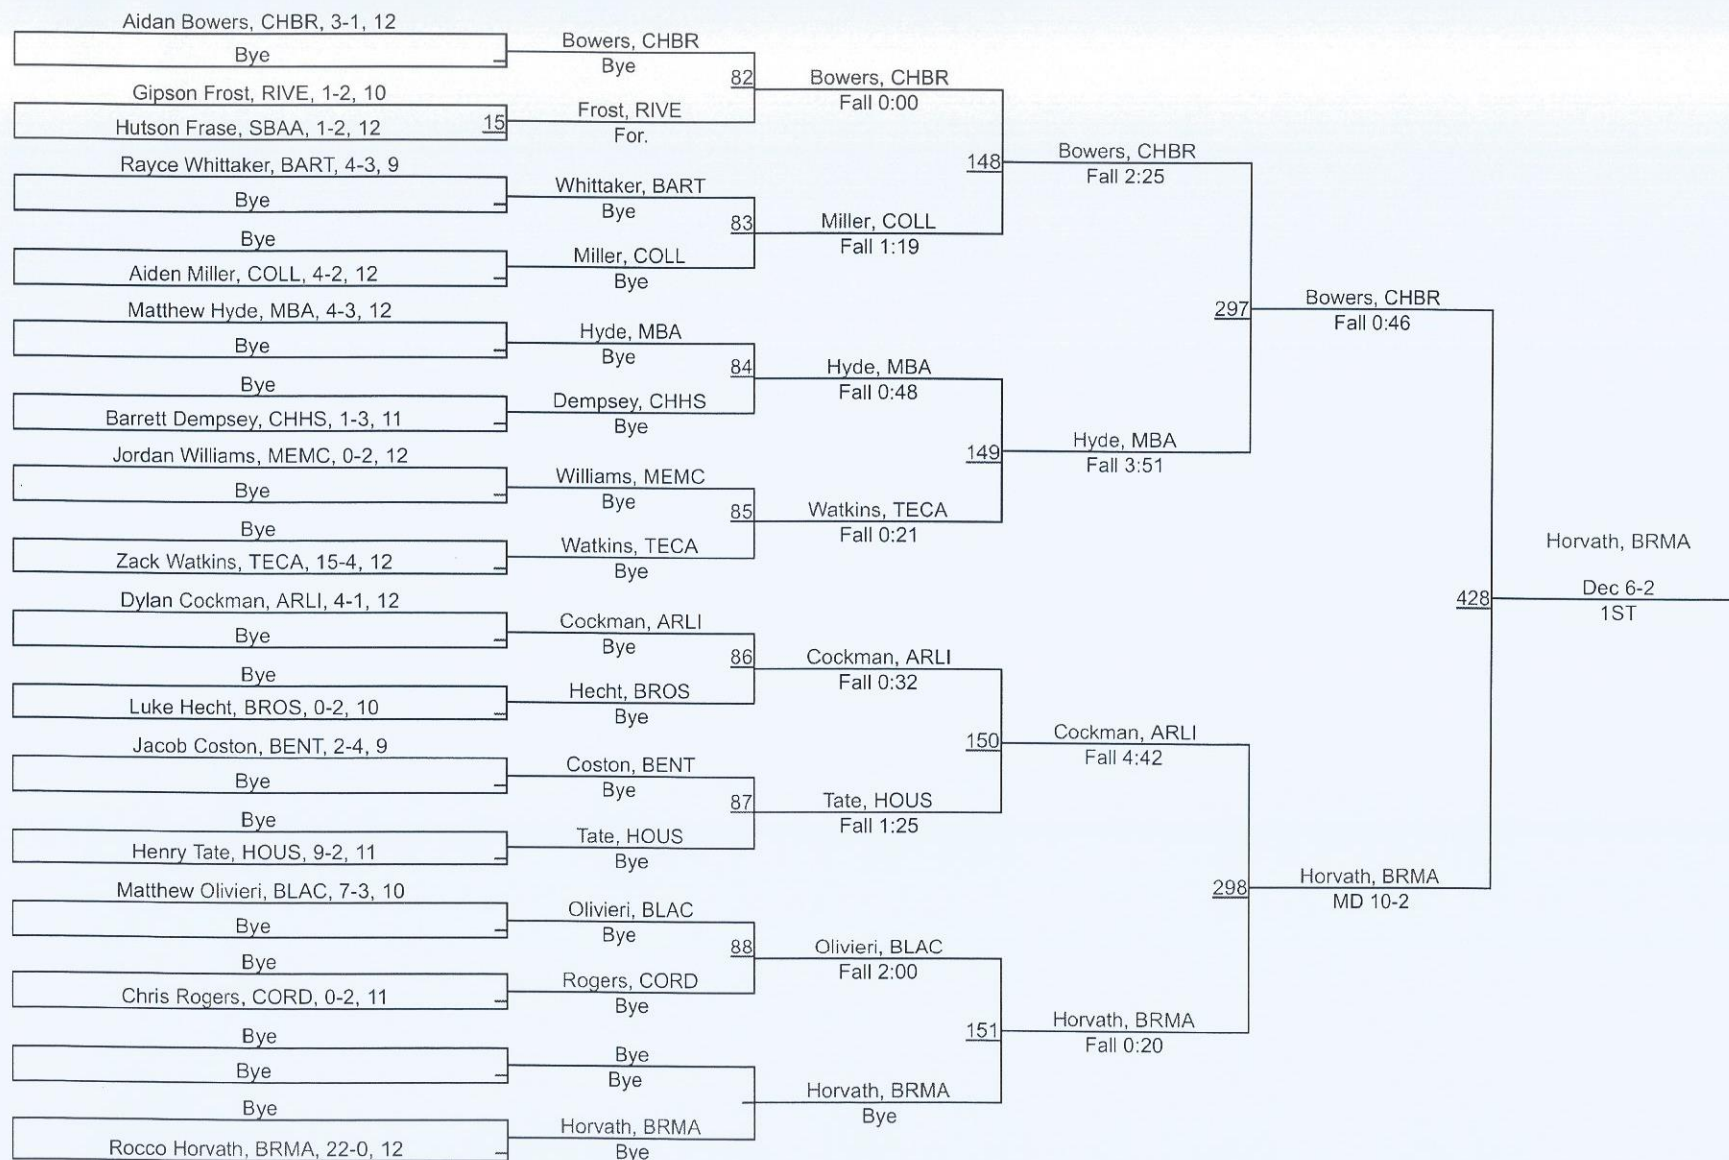 Aidan Bowers, CHBR, 3-1, 12
Bye
Gipson Frost, RIVE, 1-2, 10
15
Hutson Frase, SBAA, 1-2, 12
Rayce Whittaker, BART, 4-3, 9
Bye
Bye
Aiden Miller, COLL, 4-2, 12
Matthew Hyde, MBA, 4-3, 12
Bye
Bye
Barrett Dempsey, CHHS, 1-3, 11
Jordan Williams, MEMC, 0-2, 12
Bye
Bye
Zack Watkins, TECA, 15-4, 12
Dylan Cockman, ARLI, 4-1, 12
Bye
Bye
Luke Hecht, BROS, 0-2, 10
Jacob Coston, BENT, 2-4, 9
Bye
Bye
Henry Tate, HOUS, 9-2, 11
Matthew Olivieri, BLAC, 7-3, 10
Bye
Bye
Chris Rogers, CORD, 0-2, 11
Bye
Bye
Bye
Rocco Horvath, BRMA, 22-0, 12
Bowers, CHBR
Bye
82
Frost, RIVE
For.
Whittaker, BART
Bye
83
Miller, COLL
Bye
Hyde, MBA
Bye
84
Dempsey, CHHS
Bye
Williams, MEMC
Bye
85
Watkins, TECA
Bye
Cockman, ARLI
Bye
86
Hecht, BROS
Bye
Coston, BENT
Bye
87
Tate, HOUS
Bye
Olivieri, BLAC
Bye
88
Rogers, CORD
Bye
Bye
Bye
Horvath, BRMA
Bye
Bowers, CHBR
Fall 0:00
148
Miller, COLL
Fall 1:19
Hyde, MBA
Fall 0:48
149
Watkins, TECA
Fall 0:21
Cockman, ARLI
Fall 0:32
150
Tate, HOUS
Fall 1:25
Olivieri, BLAC
Fall 2:00
151
Horvath, BRMA
Bye
Bowers, CHBR
Fall 2:25
297
Hyde, MBA
Fall 3:51
Cockman, ARLI
Fall 4:42
298
Horvath, BRMA
Fall 0:20
Bowers, CHBR
Fall 0:46
428
Horvath, BRMA
MD 10-2
Horvath, BRMA
Dec 6-2
1ST